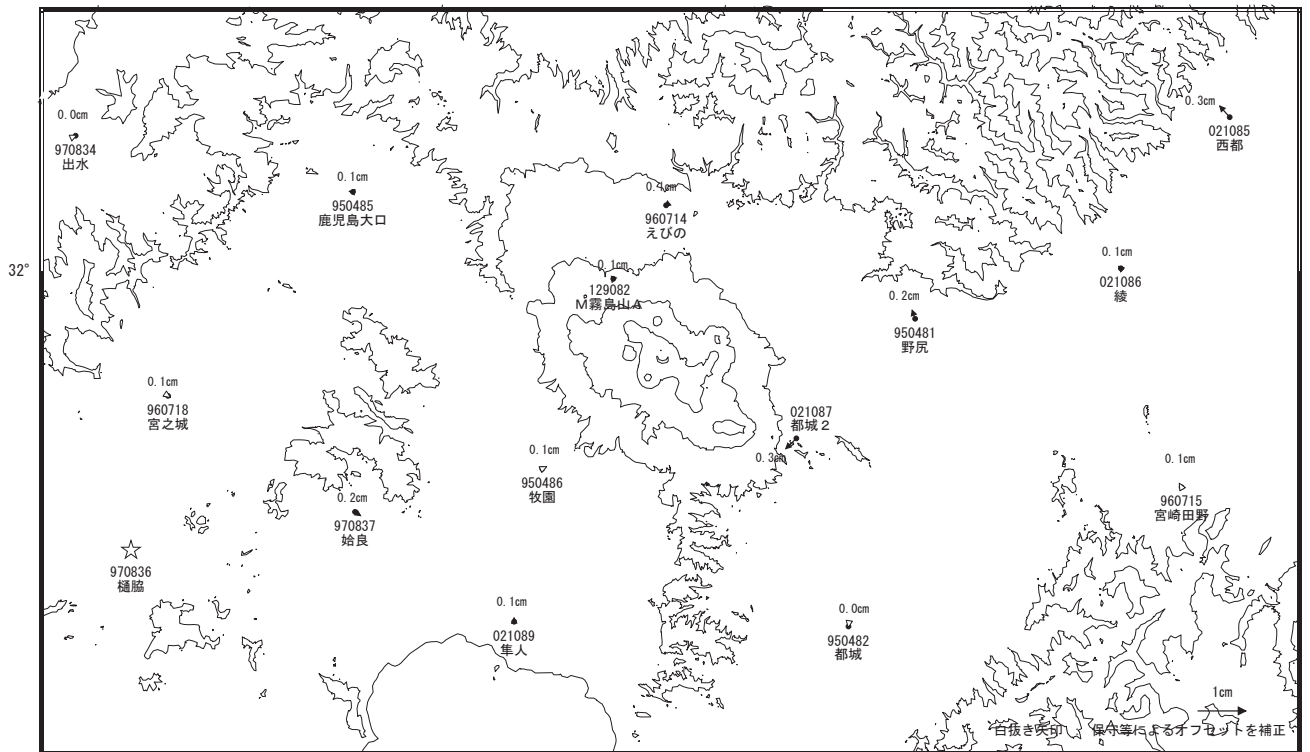 0.0cm
970834
出水
0.1cm
950485
鹿児島大口
0.1cm
960714
えびの
0.3cm
021085
西都
32°
0.1cm
129082
M霧島山A
0.2cm
950481
野尻
0.1cm
021086
綾
0.1cm
960718
宮之城
021087
都城2
0.3cm
0.1cm
950486
牧園
0.1cm
960715
宮崎田野
0.2cm
970837
姶良
970836
樋脇
0.1cm
021089
隼人
0.0cm
950482
都城
1cm
白抜き矢印 保守等によるオフセットを補正